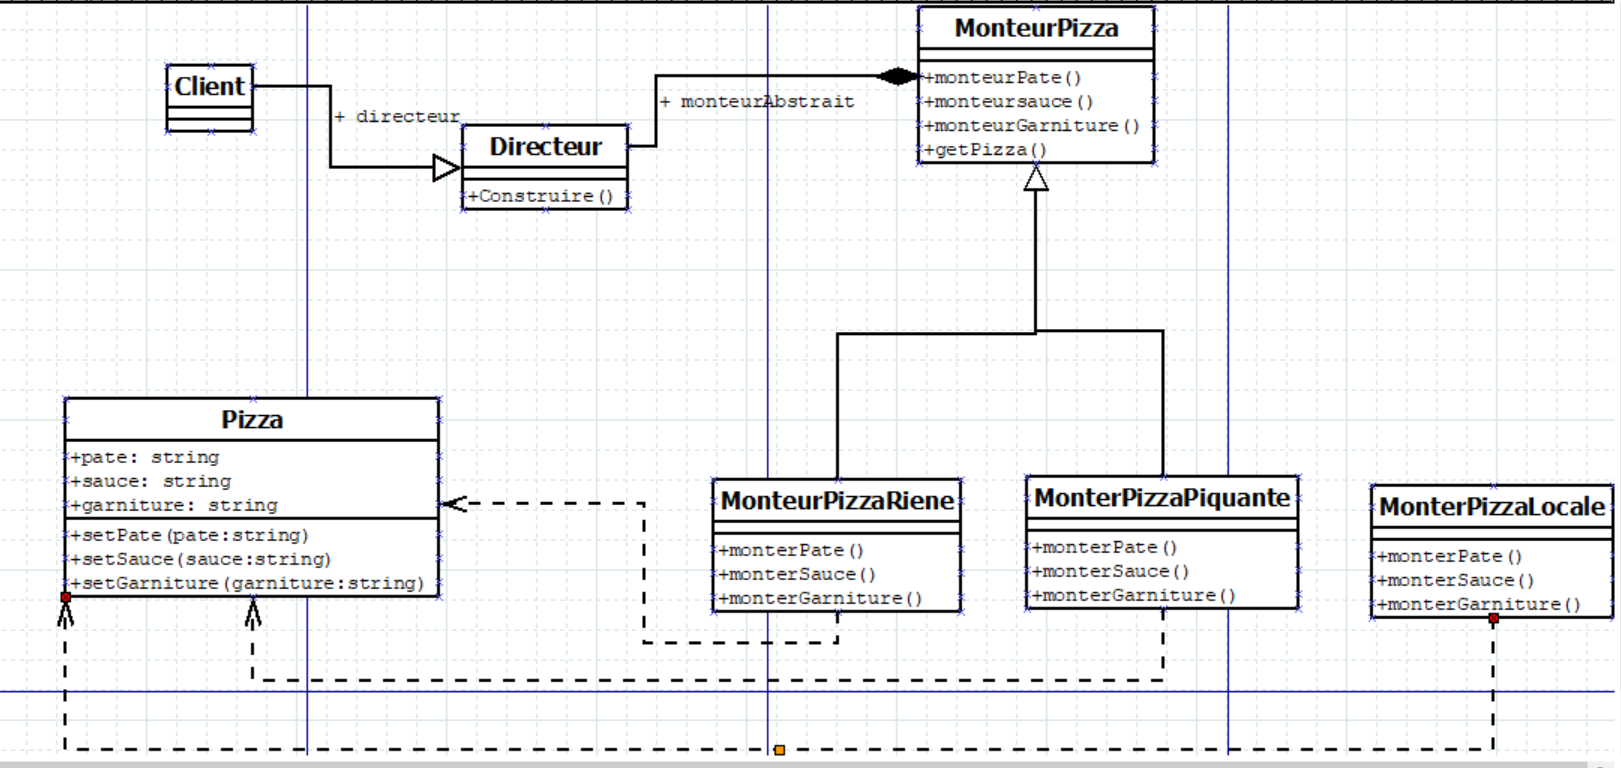 MonteurPizza
+monteurPate()
+monteursauce()
+monteurGarniture()
+getPizza()
Client
+ directeur
+ monteurAbstrait
Directeur
+Construire()
Pizza
+pate: string
+sauce: string
+garniture: string
+setPate(pate:string)
+setSauce(sauce:string)
+setGarniture(garniture:string)
MonteurPizzaRiene
+monterPate()
+monterSauce()
+monterGarniture()
MonterPizzaPiquante
+monterPate()
+monterSauce()
+monterGarniture()
MonterPizzaLocale
+monterPate()
+monterSauce()
+monterGarniture()